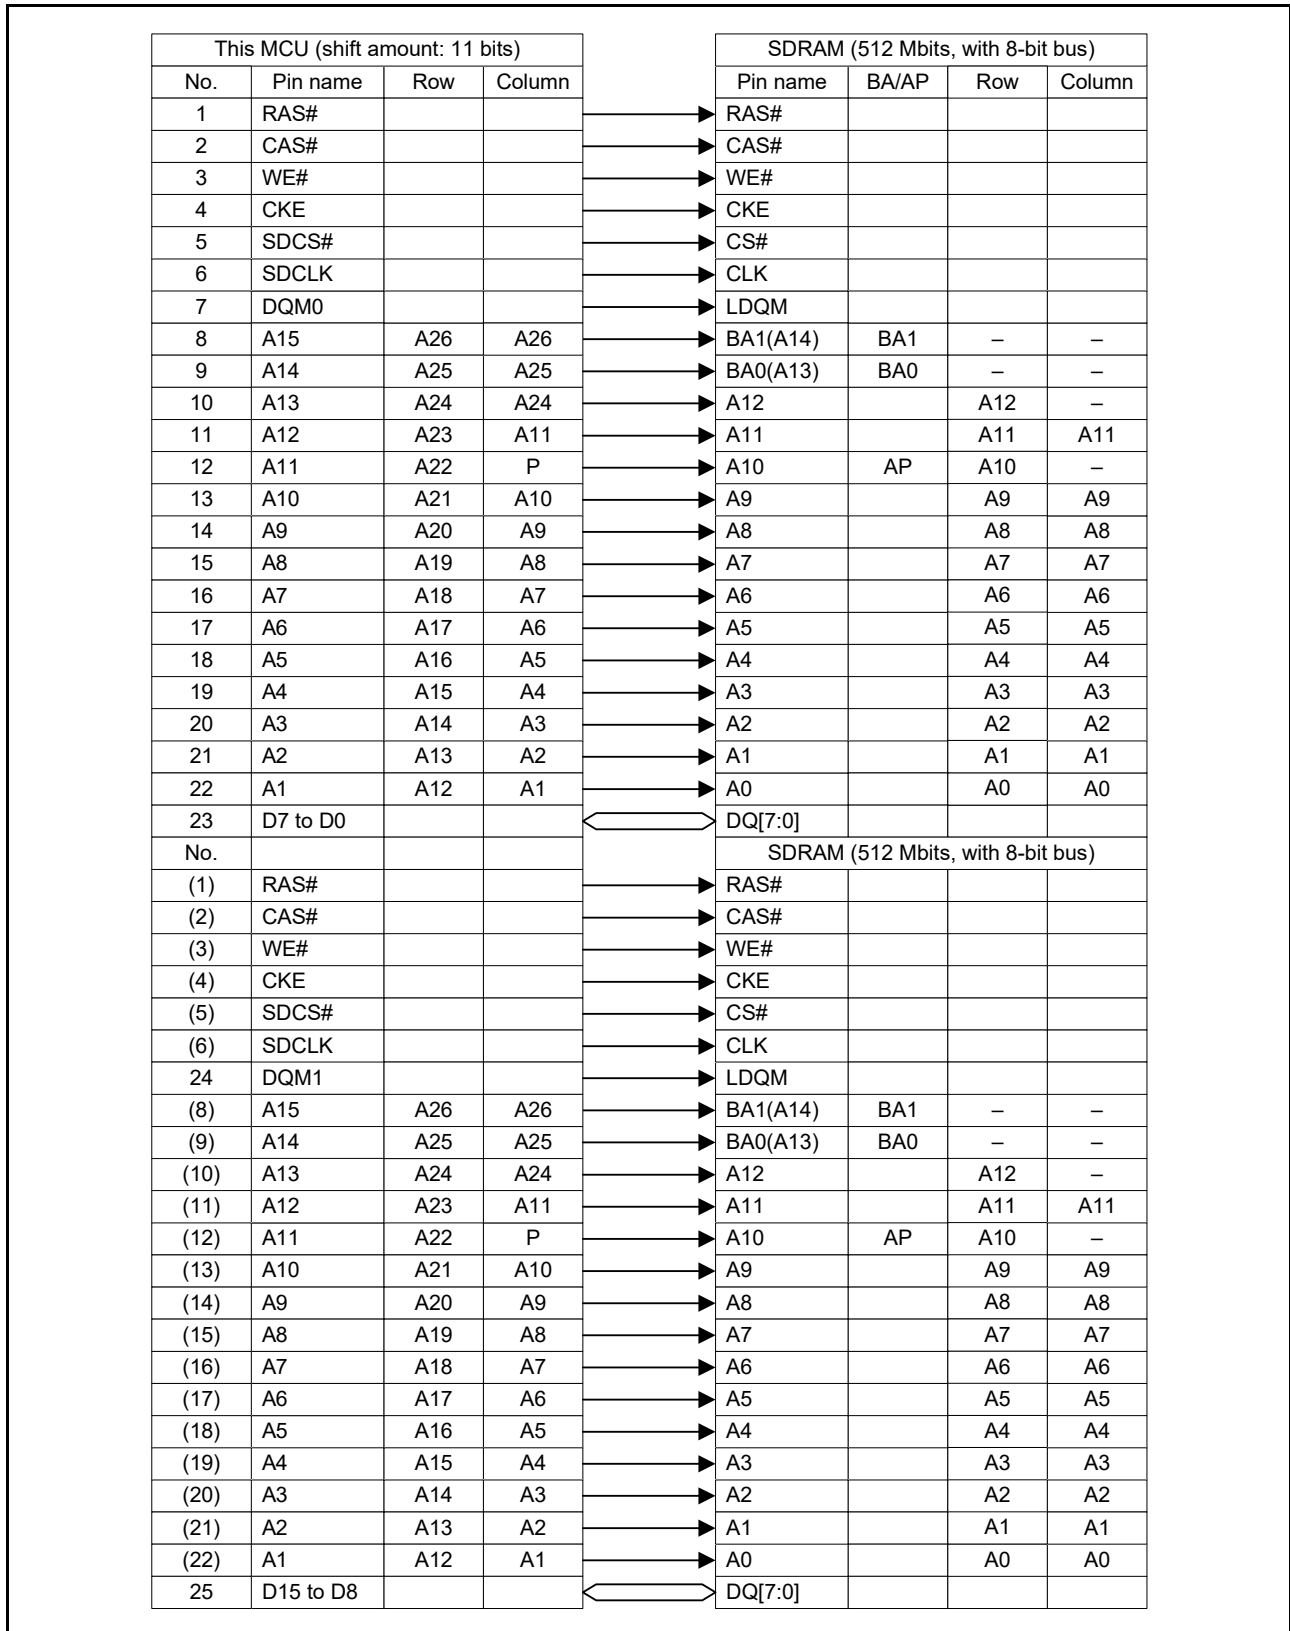 This MCU (shift amount: 11 bits) SDRAM (512 Mbits, with 8-bit bus)
No. Pin name Row Column Pin name BA/AP Row Column
1 RAS# RAS#
2 CAS# CAS#
3 WE# WE#
4 CKE CKE
5 SDCS# CS#
6 SDCLK CLK
7 DQM0 LDQM
8 A15 A26 A26 BA1(A14) BA1 – –
9 A14 A25 A25 BA0(A13) BA0 – –
10 A13 A24 A24 A12 A12 –
11 A12 A23 A11 A11 A11 A11
12 A11 A22 P A10 AP A10 –
13 A10 A21 A10 A9 A9 A9
14 A9 A20 A9 A8 A8 A8
15 A8 A19 A8 A7 A7 A7
16 A7 A18 A7 A6 A6 A6
17 A6 A17 A6 A5 A5 A5
18 A5 A16 A5 A4 A4 A4
19 A4 A15 A4 A3 A3 A3
20 A3 A14 A3 A2 A2 A2
21 A2 A13 A2 A1 A1 A1
22 A1 A12 A1 A0 A0 A0
23 D7 to D0 DQ[7:0]
No. SDRAM (512 Mbits, with 8-bit bus)
(1) RAS# RAS#
(2) CAS# CAS#
(3) WE# WE#
(4) CKE CKE
(5) SDCS# CS#
(6) SDCLK CLK
24 DQM1 LDQM
(8) A15 A26 A26 BA1(A14) BA1 – –
(9) A14 A25 A25 BA0(A13) BA0 – –
(10) A13 A24 A24 A12 A12 –
(11) A12 A23 A11 A11 A11 A11
(12) A11 A22 P A10 AP A10 –
(13) A10 A21 A10 A9 A9 A9
(14) A9 A20 A9 A8 A8 A8
(15) A8 A19 A8 A7 A7 A7
(16) A7 A18 A7 A6 A6 A6
(17) A6 A17 A6 A5 A5 A5
(18) A5 A16 A5 A4 A4 A4
(19) A4 A15 A4 A3 A3 A3
(20) A3 A14 A3 A2 A2 A2
(21) A2 A13 A2 A1 A1 A1
(22) A1 A12 A1 A0 A0 A0
25 D15 to D8 DQ[7:0]